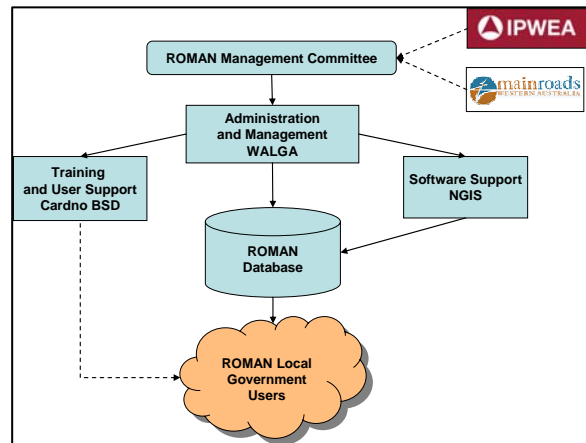 IPWEA
ROMAN Management Committee
mainroads
WESTERN AUSTRALIA
Administration
and Management
WALGA
Training
and User Support
Cardno BSD
Software Support
NGIS
ROMAN
Database
ROMAN Local
Government
Users